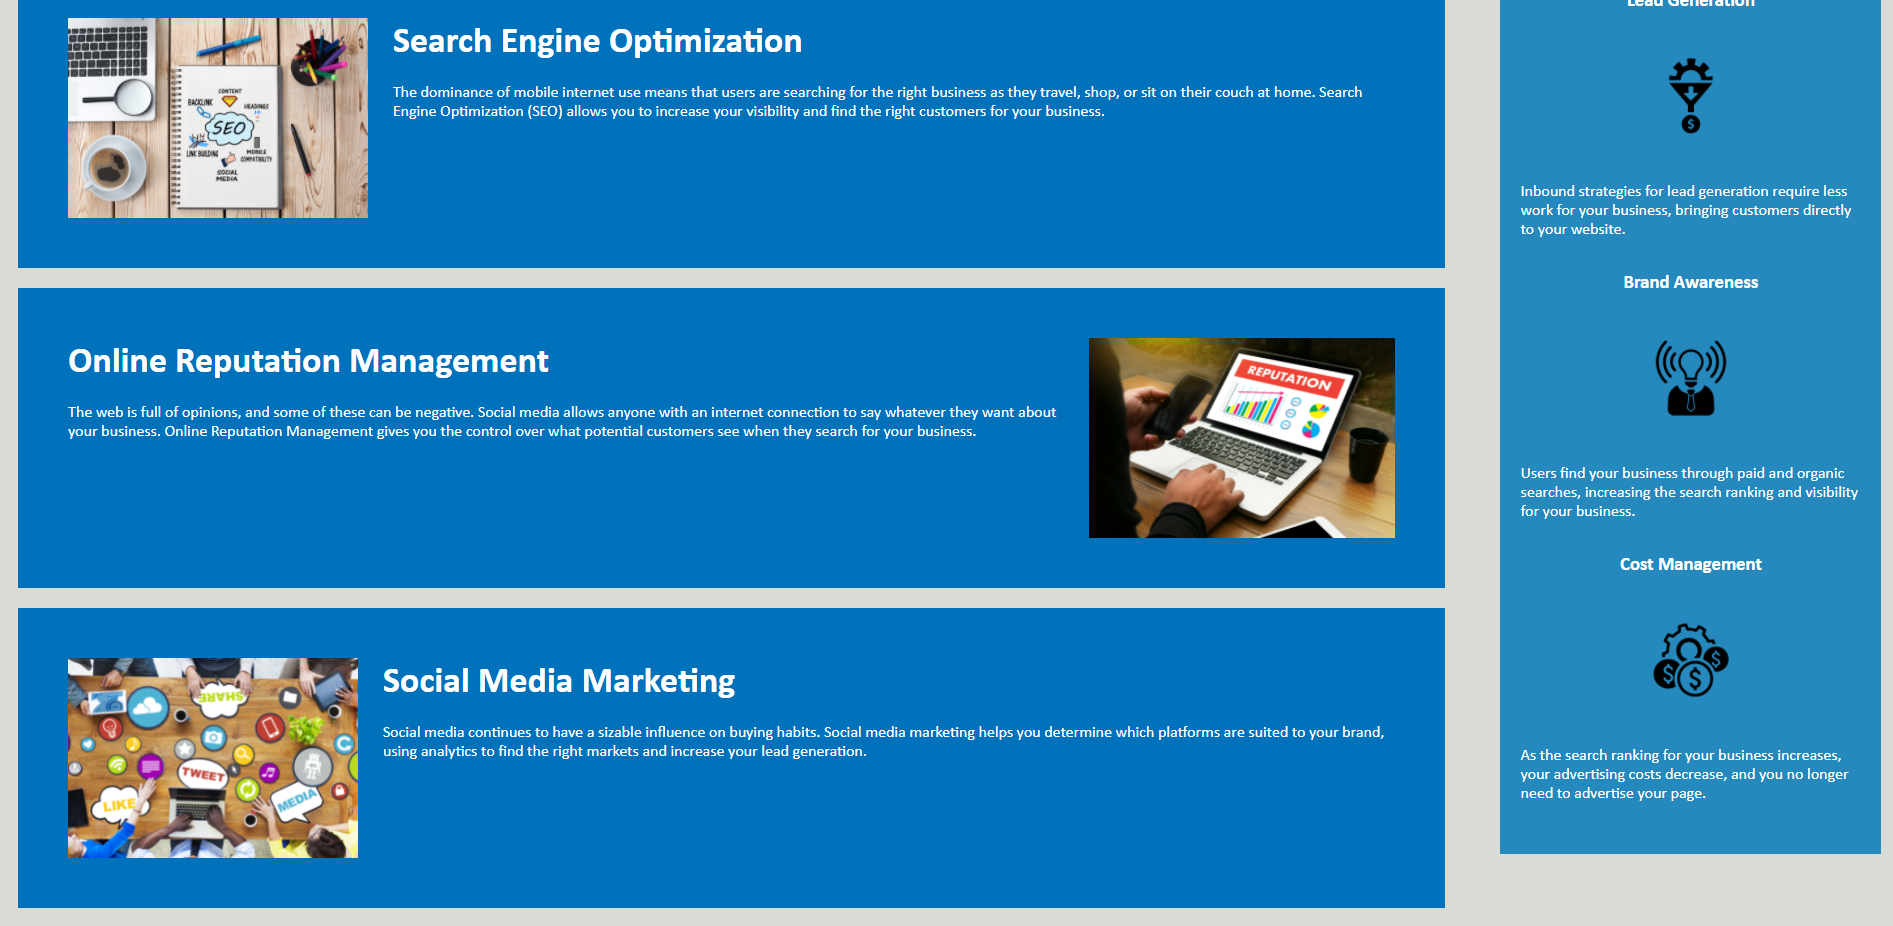 Search Engine Optimization
The dominance of mobile internet use means that users are searching for the right business as they travel, shop, or sit on their couch at home. Search
Engine Optimization (SEO) allows you to increase your visibility and find the right customers for your business.
CONTENT
BACKLINK
HEADINGS
SEO
LINK BUILDING
MOBILE
COMPATIBILITY
SOCIAL
MEDIA
Online Reputation Management
The web is full of opinions, and some of these can be negative. Social media allows anyone with an internet connection to say whatever they want about
your business. Online Reputation Management gives you the control over what potential customers see when they search for your business.
REPUTATION
Social Media Marketing
Social media continues to have a sizable influence on buying habits. Social media marketing helps you determine which platforms are suited to your brand,
using analytics to find the right markets and increase your lead generation.
SHARE
TWEET
LIKE
MEDIA
Lead Generation
$
Inbound strategies for lead generation require less
work for your business, bringing customers directly
to your website.
Brand Awareness
Users find your business through paid and organic
searches, increasing the search ranking and visibility
for your business.
Cost Management
$ $ $
As the search ranking for your business increases,
your advertising costs decrease, and you no longer
need to advertise your page.